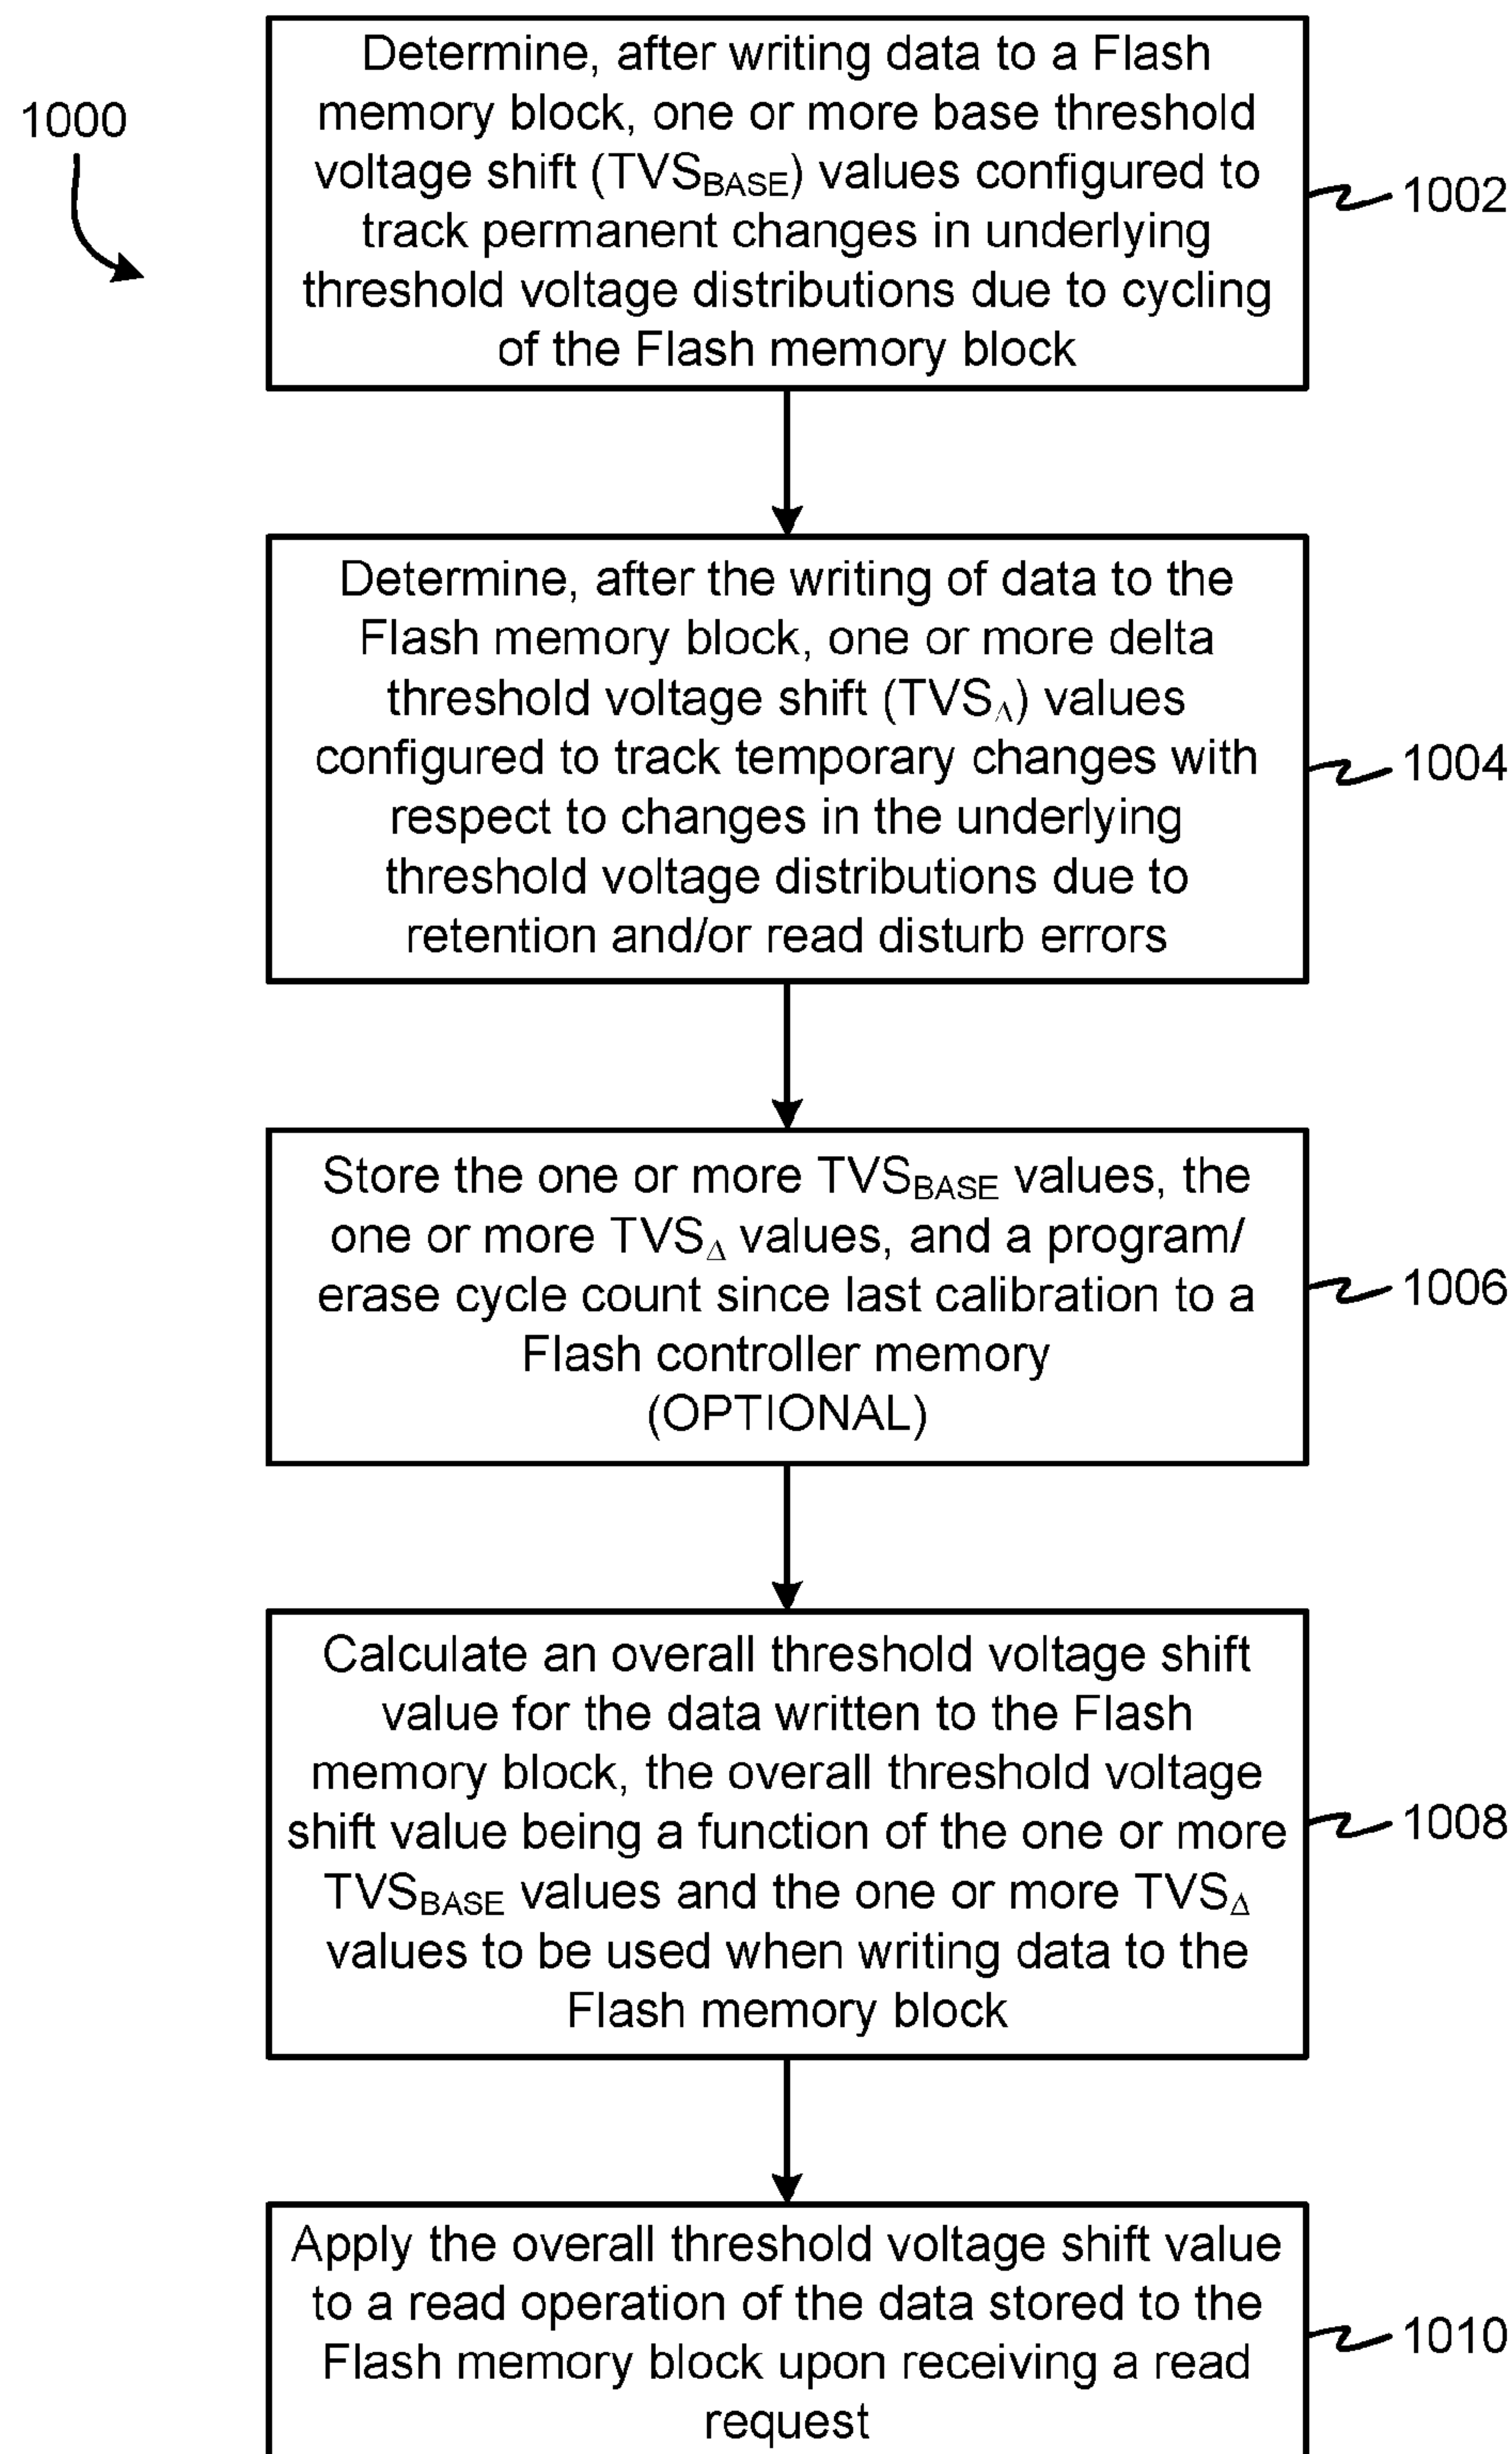 1000
Determine, after writing data to a Flash
memory block, one or more base threshold
voltage shift (TVS_BASE) values configured to
track permanent changes in underlying
threshold voltage distributions due to cycling
of the Flash memory block
1002
Determine, after the writing of data to the
Flash memory block, one or more delta
threshold voltage shift (TVS_Δ) values
configured to track temporary changes with
respect to changes in the underlying
threshold voltage distributions due to
retention and/or read disturb errors
1004
Store the one or more TVS_BASE values, the
one or more TVS_Δ values, and a program/
erase cycle count since last calibration to a
Flash controller memory
(OPTIONAL)
1006
Calculate an overall threshold voltage shift
value for the data written to the Flash
memory block, the overall threshold voltage
shift value being a function of the one or more
TVS_BASE values and the one or more TVS_Δ
values to be used when writing data to the
Flash memory block
1008
Apply the overall threshold voltage shift value
to a read operation of the data stored to the
Flash memory block upon receiving a read
request
1010